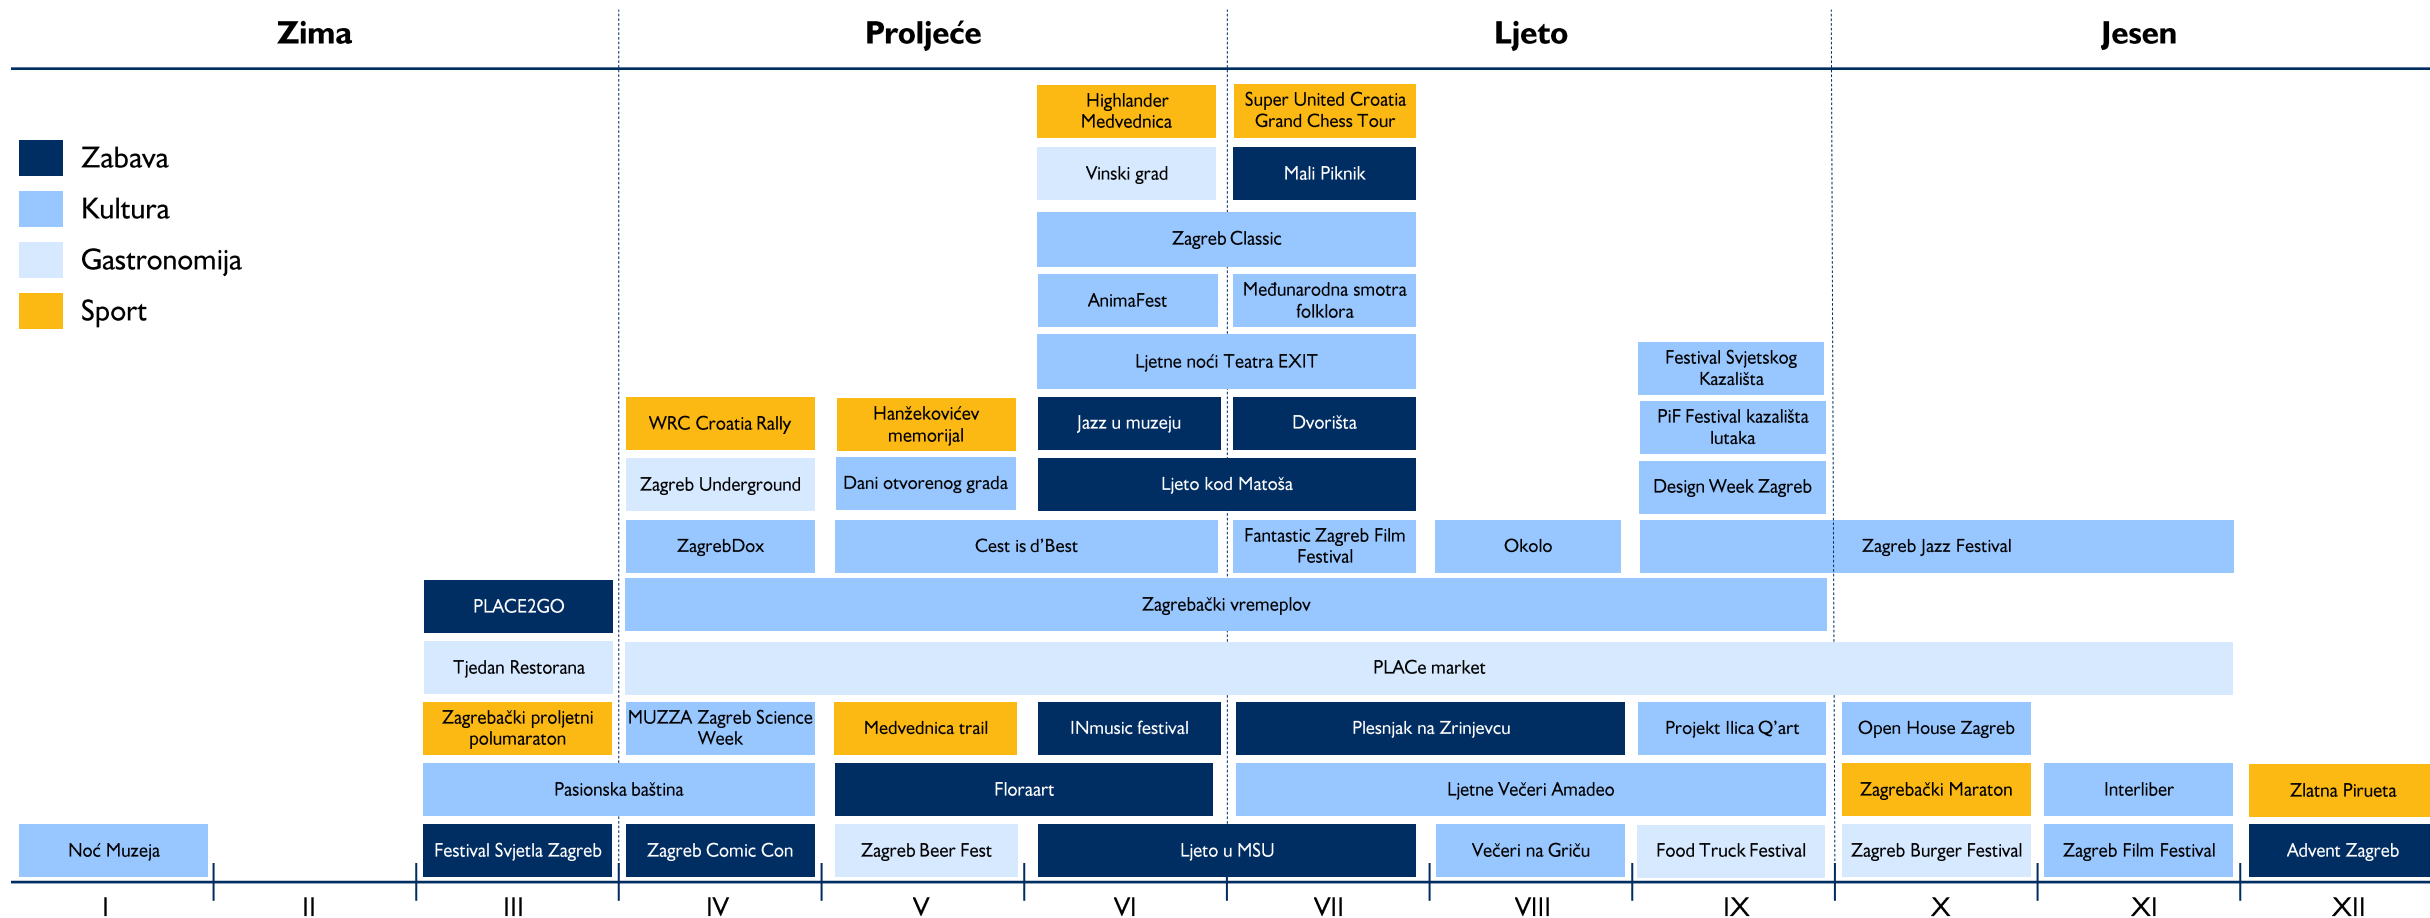 Zima
Proljeće
Ljeto
Jesen
Zabava
Kultura
Gastronomija
Sport
Highlander
Medvednica
Super United Croatia
Grand Chess Tour
Vinski grad
Mali Piknik
Zagreb Classic
AnimaFest
Međunarodna smotra
folklora
Ljetne noći Teatra EXIT
Festival Svjetskog
Kazališta
WRC Croatia Rally
Hanžekovićev
memorijal
Jazz u muzeju
Dvorišta
PiF Festival kazališta
lutaka
Zagreb Underground
Dani otvorenog grada
Ljeto kod Matoša
Design Week Zagreb
ZagrebDox
Cest is d’Best
Fantastic Zagreb Film
Festival
Okolo
Zagreb Jazz Festival
PLACE2GO
Zagrebački vremeplov
Tjedan Restorana
PLACe market
Zagrebački proljetni
polumaraton
MUZZA Zagreb Science
Week
Medvednica trail
INmusic festival
Plesnjak na Zrinjevcu
Projekt Ilica Q’art
Open House Zagreb
Pasionska baština
Floraart
Ljetne Večeri Amadeo
Zagrebački Maraton
Interliber
Zlatna Pirueta
Noć Muzeja
Festival Svjetla Zagreb
Zagreb Comic Con
Zagreb Beer Fest
Ljeto u MSU
Večeri na Griču
Food Truck Festival
Zagreb Burger Festival
Zagreb Film Festival
Advent Zagreb
I
II
III
IV
V
VI
VII
VIII
IX
X
XI
XII